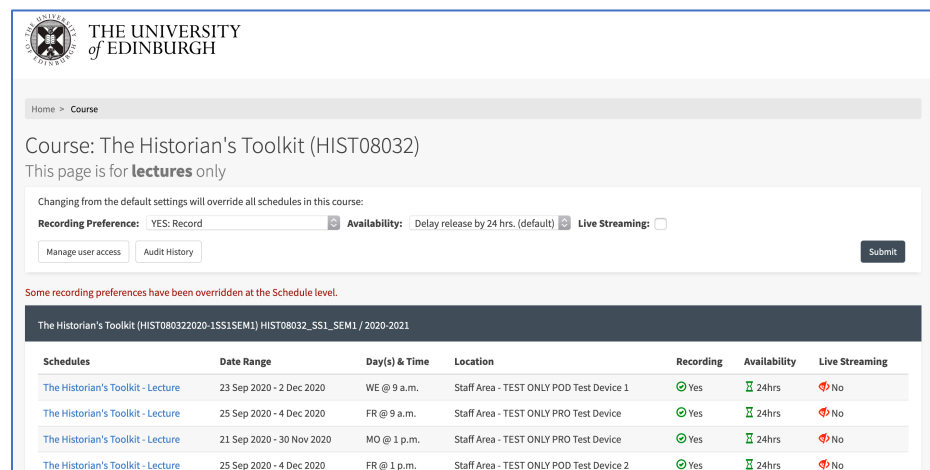 THE UNIVERSITY
of EDINBURGH
Home > Course
Course: The Historian's Toolkit (HIST08032)
This page is for lectures only
Changing from the default settings will override all schedules in this course:
Recording Preference: YES: Record Availability: Delay release by 24 hrs. (default) Live Streaming:
Manage user access Audit History Submit
Some recording preferences have been overridden at the Schedule level.
The Historian's Toolkit (HIST080322020-1SS1SEM1) HIST08032_SS1_SEM1 / 2020-2021
Schedules Date Range Day(s) & Time Location Recording Availability Live Streaming
The Historian's Toolkit - Lecture 23 Sep 2020 - 2 Dec 2020 WE @ 9 a.m. Staff Area - TEST ONLY POD Test Device 1 Yes 24hrs No
The Historian's Toolkit - Lecture 25 Sep 2020 - 4 Dec 2020 FR @ 9 a.m. Staff Area - TEST ONLY PRO Test Device Yes 24hrs No
The Historian's Toolkit - Lecture 21 Sep 2020 - 30 Nov 2020 MO @ 1 p.m. Staff Area - TEST ONLY PRO Test Device Yes 24hrs No
The Historian's Toolkit - Lecture 25 Sep 2020 - 4 Dec 2020 FR @ 1 p.m. Staff Area - TEST ONLY POD Test Device 2 Yes 24hrs No